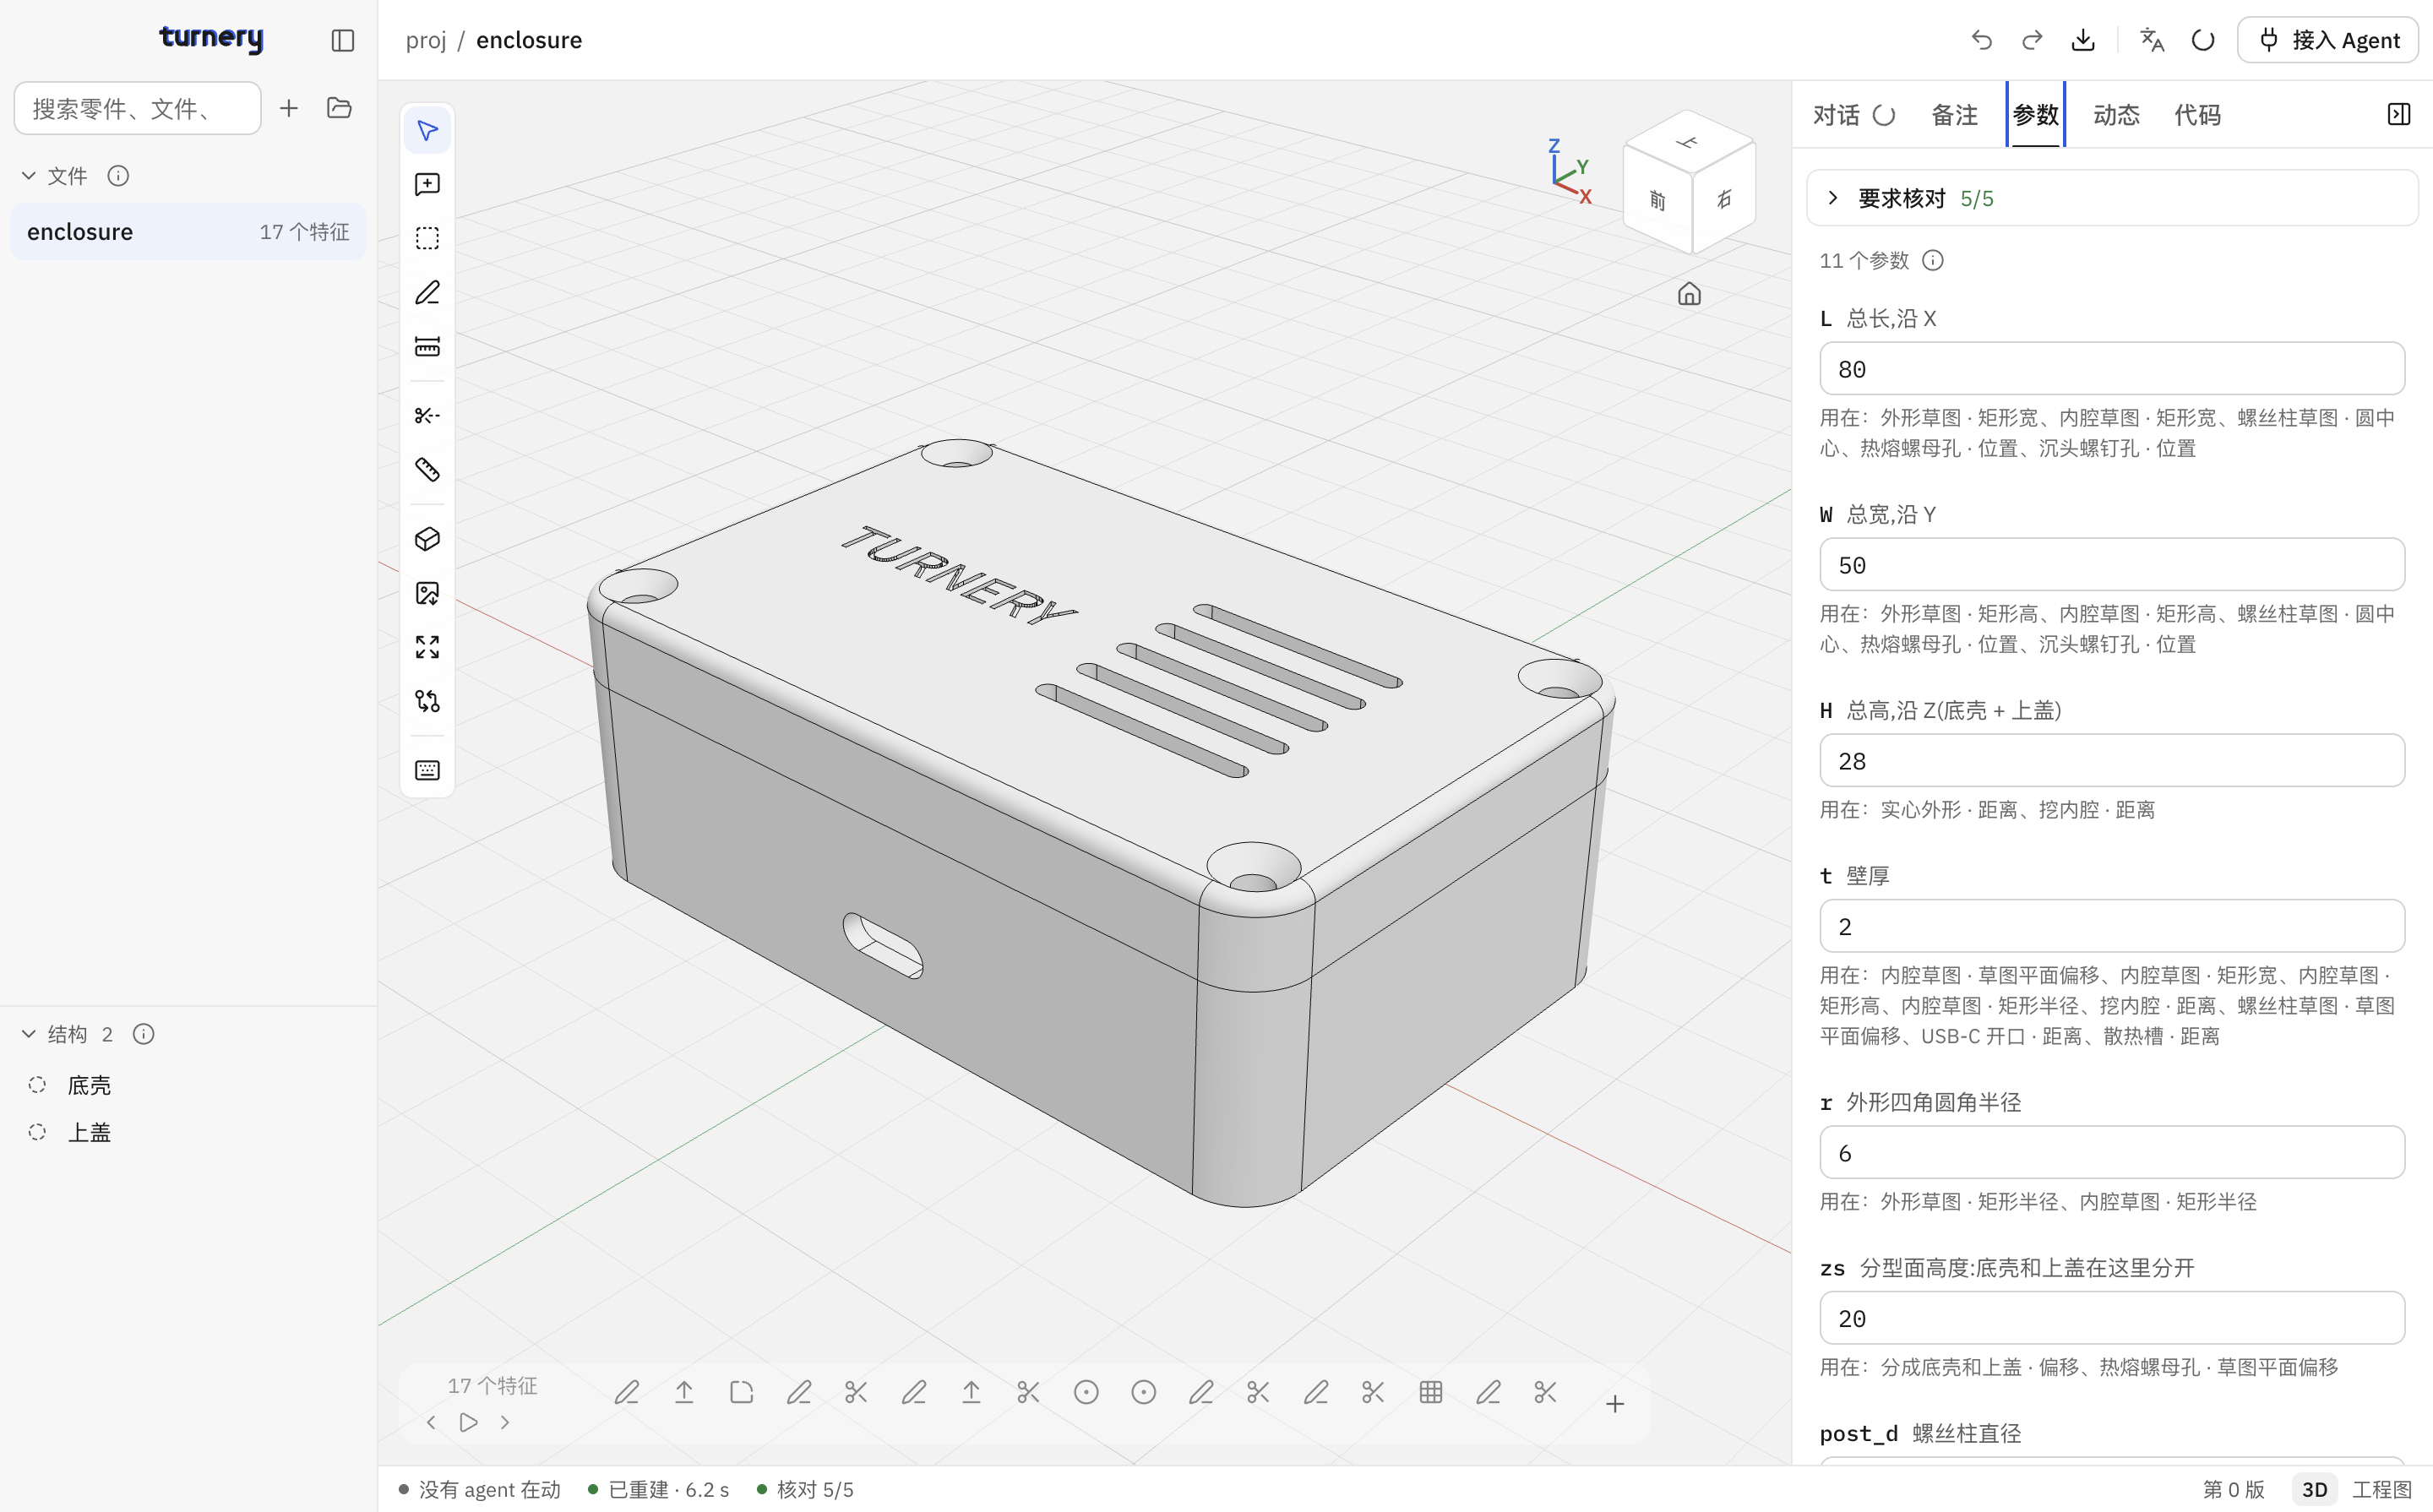 turnery
proj / enclosure
接入 Agent
搜索零件、文件、
文件
enclosure 17 个特征
结构 2
底壳
上盖
Z
Y
X
上
前
右
TURNERY
17 个特征
对话
备注
参数
动态
代码
要求核对 5/5
11 个参数
L 总长,沿 X
80
用在：外形草图 · 矩形宽、内腔草图 · 矩形宽、螺丝柱草图 · 圆中
心、热熔螺母孔 · 位置、沉头螺钉孔 · 位置
W 总宽,沿 Y
50
用在：外形草图 · 矩形高、内腔草图 · 矩形高、螺丝柱草图 · 圆中
心、热熔螺母孔 · 位置、沉头螺钉孔 · 位置
H 总高,沿 Z(底壳 + 上盖)
28
用在：实心外形 · 距离、挖内腔 · 距离
t 壁厚
2
用在：内腔草图 · 草图平面偏移、内腔草图 · 矩形宽、内腔草图 ·
矩形高、内腔草图 · 矩形半径、挖内腔 · 距离、螺丝柱草图 · 草图
平面偏移、USB-C 开口 · 距离、散热槽 · 距离
r 外形四角圆角半径
6
用在：外形草图 · 矩形半径、内腔草图 · 矩形半径
zs 分型面高度:底壳和上盖在这里分开
20
用在：分成底壳和上盖 · 偏移、热熔螺母孔 · 草图平面偏移
post_d 螺丝柱直径
没有 agent 在动
已重建 · 6.2 s
核对 5/5
第 0 版
3D
工程图